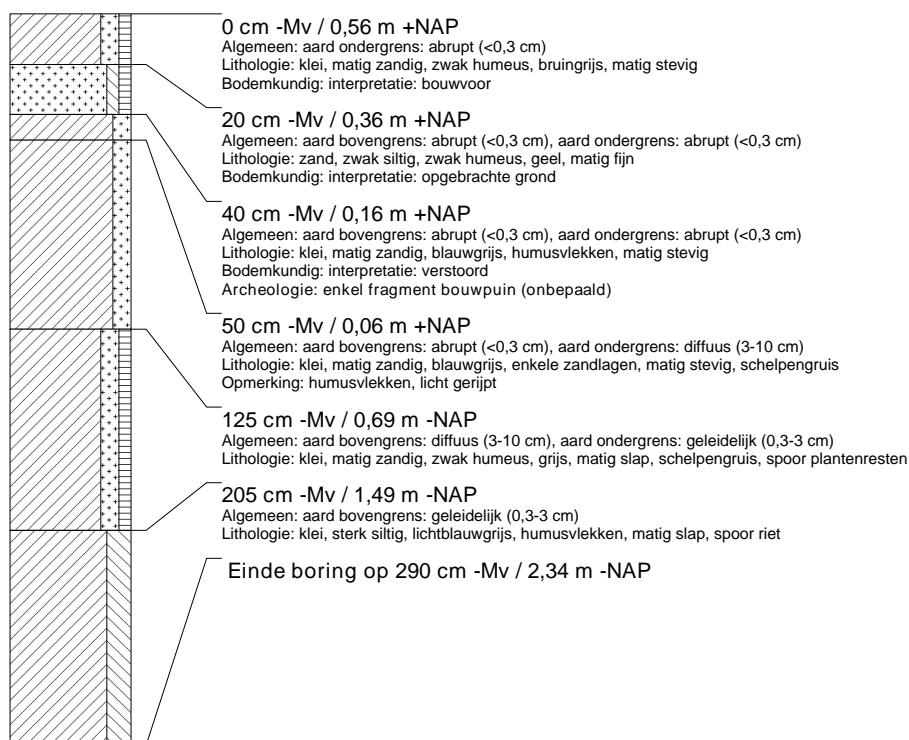 0 cm -Mv / 0,56 m +NAP
Algemeen: aard ondergrens: abrupt (<0,3 cm)
Lithologie: klei, matig zandig, zwak humeus, bruingrijs, matig stevig
Bodemkundig: interpretatie: bouwvoor
20 cm -Mv / 0,36 m +NAP
Algemeen: aard bovengrens: abrupt (<0,3 cm), aard ondergrens: abrupt (<0,3 cm)
Lithologie: zand, zwak siltig, zwak humeus, geel, matig fijn
Bodemkundig: interpretatie: opgebrachte grond
40 cm -Mv / 0,16 m +NAP
Algemeen: aard bovengrens: abrupt (<0,3 cm), aard ondergrens: abrupt (<0,3 cm)
Lithologie: klei, matig zandig, blauwgrijs, humusvlekken, matig stevig
Bodemkundig: interpretatie: verstoord
Archeologie: enkel fragment bouwpuin (onbepaald)
50 cm -Mv / 0,06 m +NAP
Algemeen: aard bovengrens: abrupt (<0,3 cm), aard ondergrens: diffuus (3-10 cm)
Lithologie: klei, matig zandig, blauwgrijs, enkele zandlagen, matig stevig, schelpengruis
Opmerking: humusvlekken, licht gerijpt
125 cm -Mv / 0,69 m -NAP
Algemeen: aard bovengrens: diffuus (3-10 cm), aard ondergrens: geleidelijk (0,3-3 cm)
Lithologie: klei, matig zandig, zwak humeus, grijs, matig slap, schelpengruis, spoor plantenresten
205 cm -Mv / 1,49 m -NAP
Algemeen: aard bovengrens: geleidelijk (0,3-3 cm)
Lithologie: klei, sterk siltig, lichtblauwgrijs, humusvlekken, matig slap, spoor riet
Einde boring op 290 cm -Mv / 2,34 m -NAP